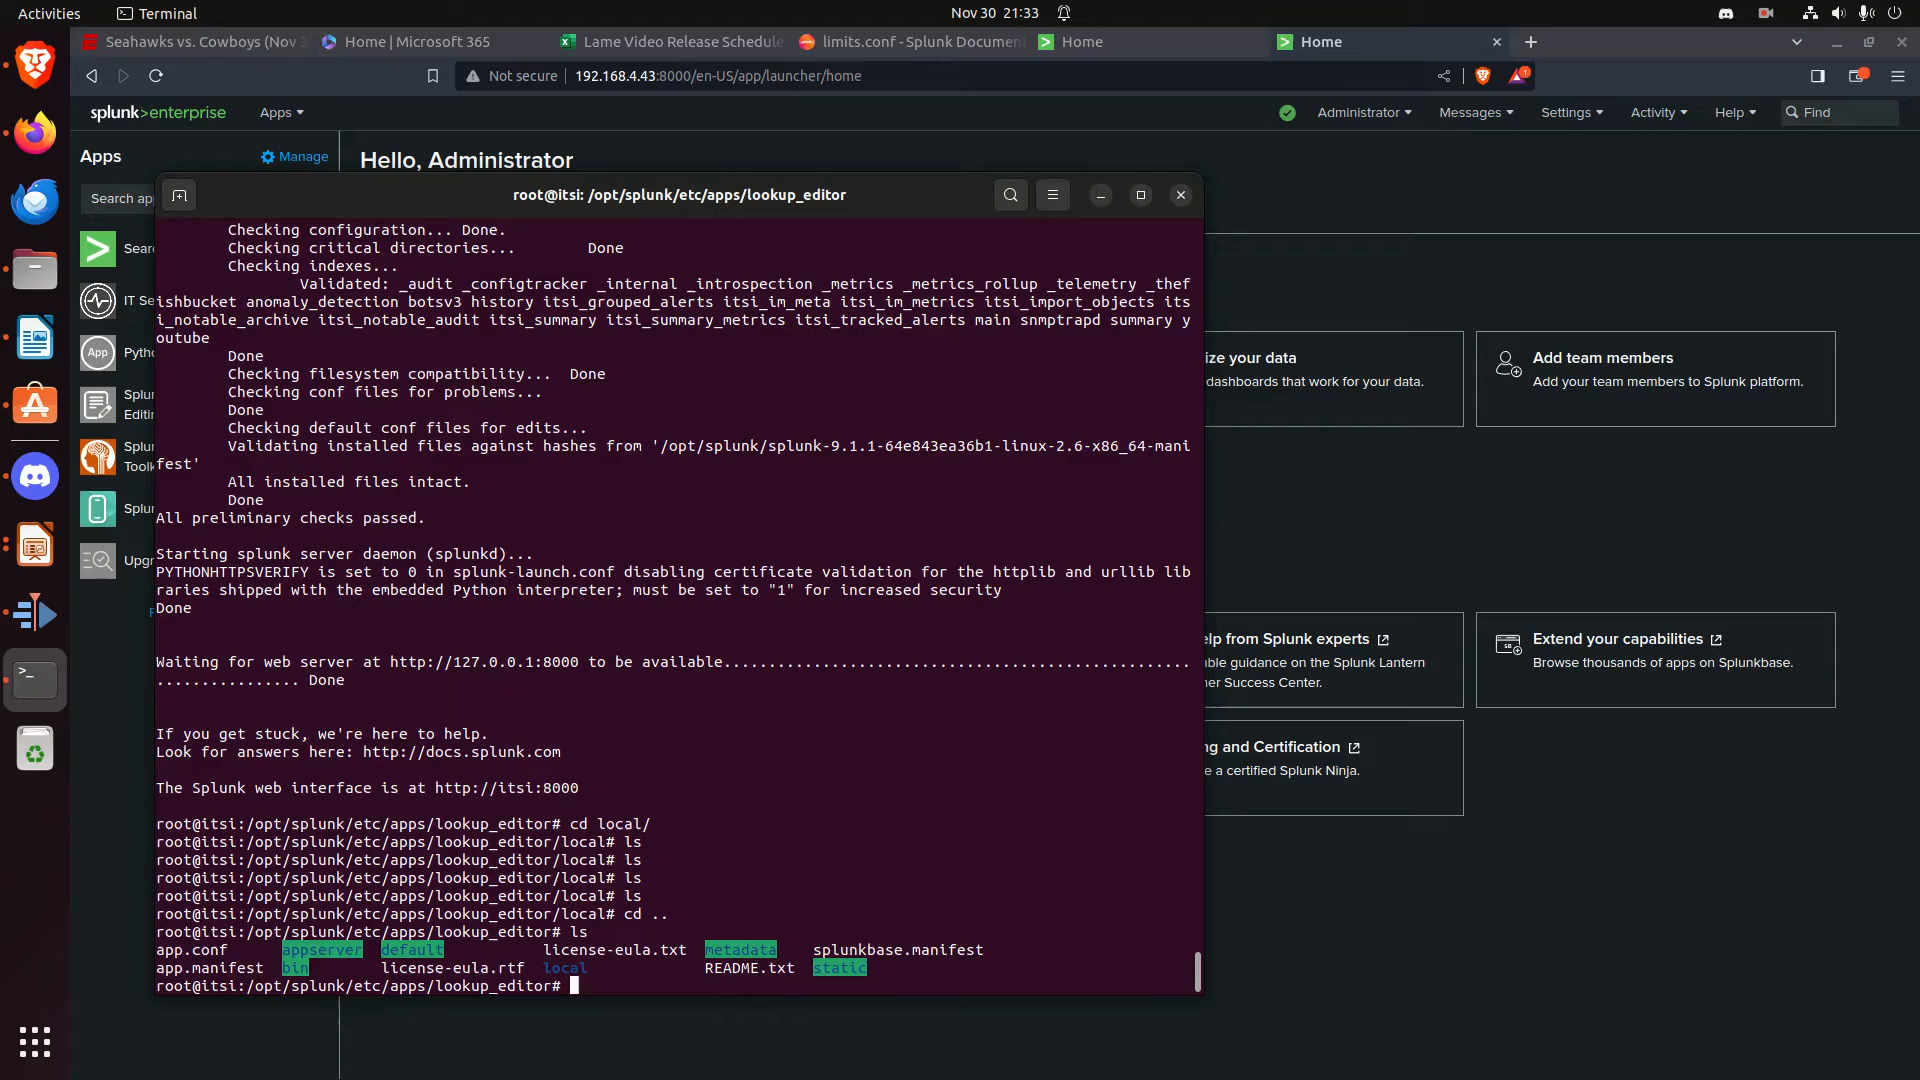 Activities
Terminal
Nov 30 21:33
Seahawks vs. Cowboys (Nov 3
Home | Microsoft 365
Lame Video Release Schedule
limits.conf - Splunk Documen
Home
Home
Not secure
192.168.4.43:8000/en-US/app/launcher/home
1
splunk>enterprise
Apps
Administrator
Messages
Settings
Activity
Help
Find
Apps
Manage
Hello, Administrator
Search ap
Sear
IT Se
App
Pyth
Splun
Editin
Splun
Toolk
Splun
Upgr
root@itsi: /opt/splunk/etc/apps/lookup_editor
Checking configuration... Done.
Checking critical directories... Done
Checking indexes...
Validated: _audit _configtracker _internal _introspection _metrics _metrics_rollup _telemetry _thef
ishbucket anomaly_detection botsv3 history itsi_grouped_alerts itsi_im_meta itsi_im_metrics itsi_import_objects its
i_notable_archive itsi_notable_audit itsi_summary itsi_summary_metrics itsi_tracked_alerts main snmptrapd summary y
outube
Done
Checking filesystem compatibility... Done
Checking conf files for problems...
Done
Checking default conf files for edits...
Validating installed files against hashes from '/opt/splunk/splunk-9.1.1-64e843ea36b1-linux-2.6-x86_64-mani
fest'
All installed files intact.
Done
All preliminary checks passed.
Starting splunk server daemon (splunkd)...
PYTHONHTTPSVERIFY is set to 0 in splunk-launch.conf disabling certificate validation for the httplib and urllib lib
raries shipped with the embedded Python interpreter; must be set to "1" for increased security
Done
Waiting for web server at http://127.0.0.1:8000 to be available....................................................
................ Done
If you get stuck, we're here to help.
Look for answers here: http://docs.splunk.com
The Splunk web interface is at http://itsi:8000
root@itsi:/opt/splunk/etc/apps/lookup_editor# cd local/
root@itsi:/opt/splunk/etc/apps/lookup_editor/local# ls
root@itsi:/opt/splunk/etc/apps/lookup_editor/local# ls
root@itsi:/opt/splunk/etc/apps/lookup_editor/local# ls
root@itsi:/opt/splunk/etc/apps/lookup_editor/local# ls
root@itsi:/opt/splunk/etc/apps/lookup_editor/local# cd ..
root@itsi:/opt/splunk/etc/apps/lookup_editor# ls
app.conf appserver default license-eula.txt metadata splunkbase.manifest
app.manifest bin license-eula.rtf local README.txt static
root@itsi:/opt/splunk/etc/apps/lookup_editor#
ize your data
dashboards that work for your data.
Add team members
Add your team members to Splunk platform.
elp from Splunk experts
able guidance on the Splunk Lantern
mer Success Center.
Extend your capabilities
Browse thousands of apps on Splunkbase.
ng and Certification
e a certified Splunk Ninja.